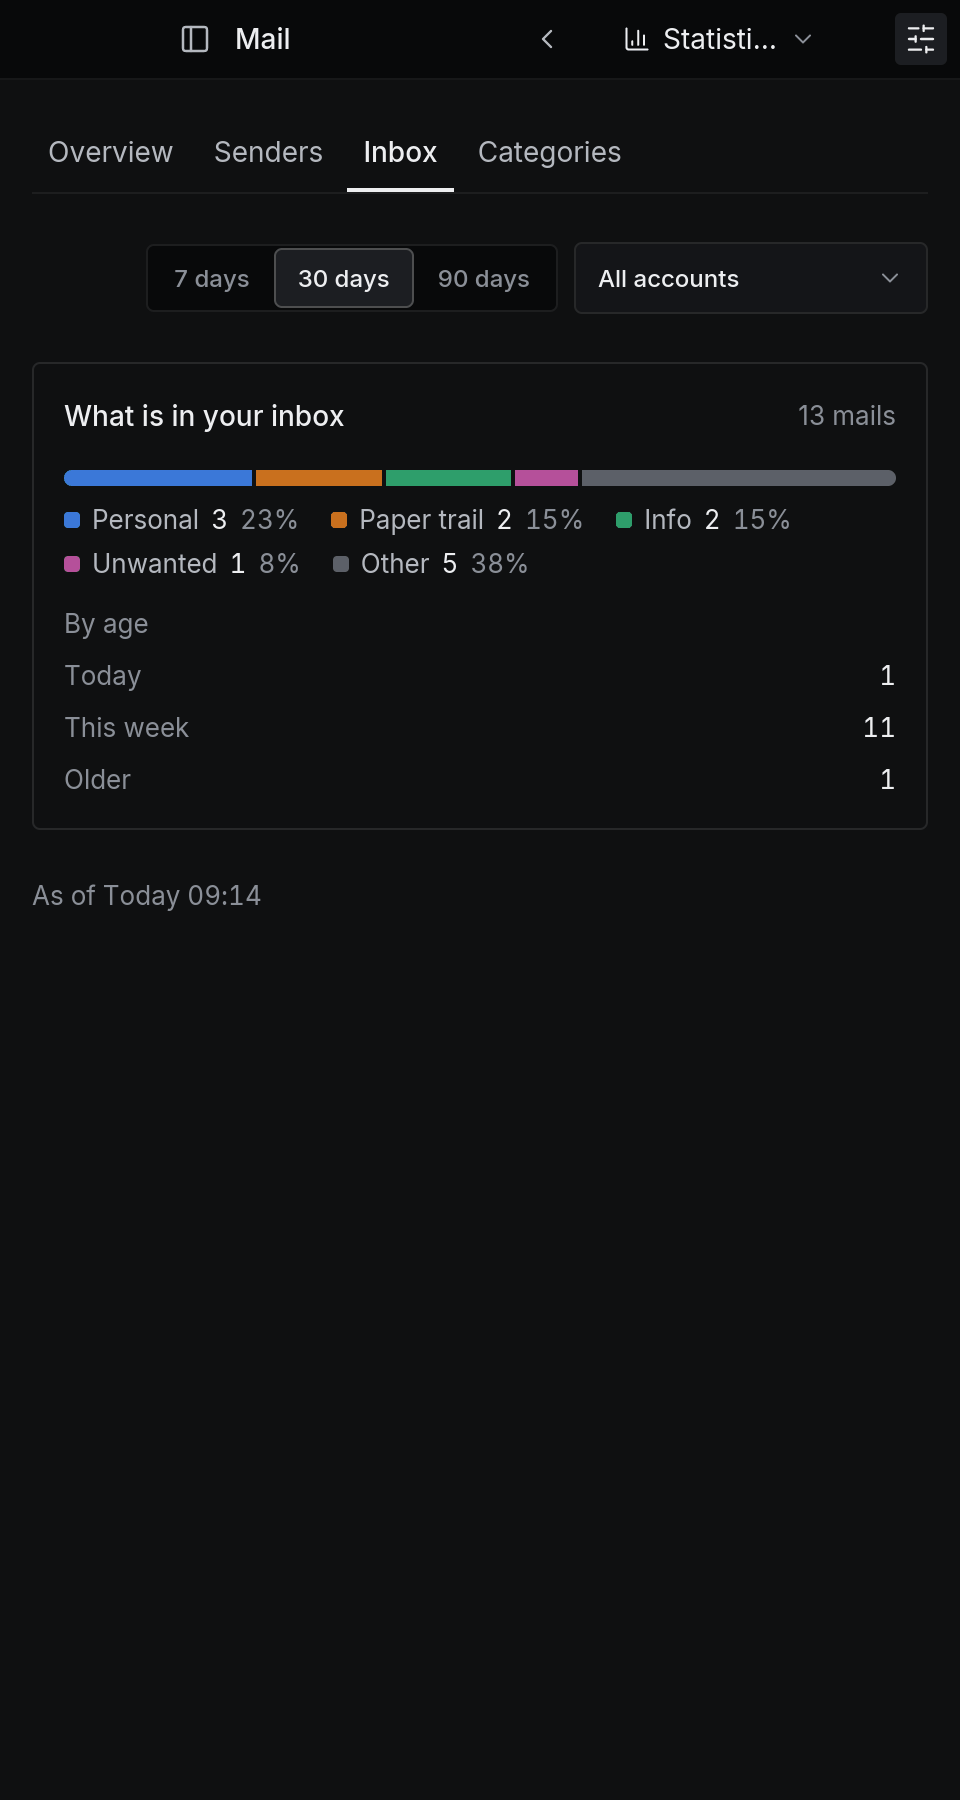 Mail
Statisti...
Overview Senders Inbox Categories
7 days 30 days 90 days All accounts
What is in your inbox 13 mails
Personal 3 23% Paper trail 2 15% Info 2 15%
Unwanted 1 8% Other 5 38%
By age
Today 1
This week 11
Older 1
As of Today 09:14